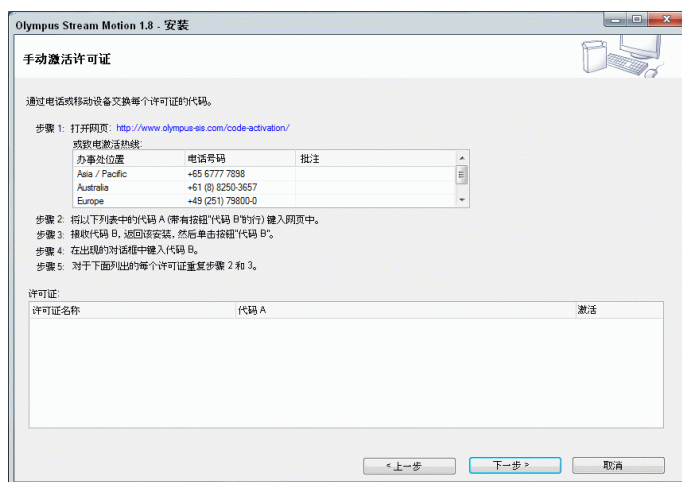 Olympus Stream Motion 1.8 - 安装
手动激活许可证
通过电话或移动设备交换每个许可证的代码。
步骤 1: 打开网页: http://www.olympus-sis.com/code-activation/
或致电激活热线:
办事处位置 电话号码 批注
Asia / Pacific +65 6777 7898
Australia +61 (8) 8250-3657
Europe +49 (251) 79800-0
步骤 2: 将以下列表中的代码 A (带有按钮“代码 B”的行) 键入网页中。
步骤 3: 接收代码 B, 返回该安装, 然后单击按钮“代码 B”。
步骤 4: 在出现的对话框中键入代码 B。
步骤 5: 对于下面列出的每个许可证重复步骤 2 和 3。
许可证:
许可证名称 代码 A 激活
< 上一步 下一步 > 取消